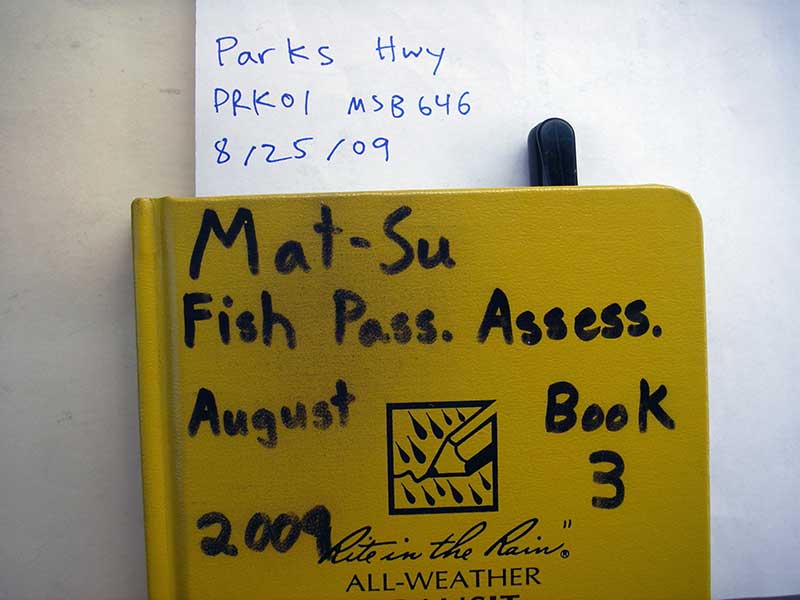 Parks Hwy
PRK01 MSB646
8/25/09
Mat-Su
Fish Pass. Assess.
August Book
3
2009
Rite in the Rain"®
ALL-WEATHER
TRANSIT